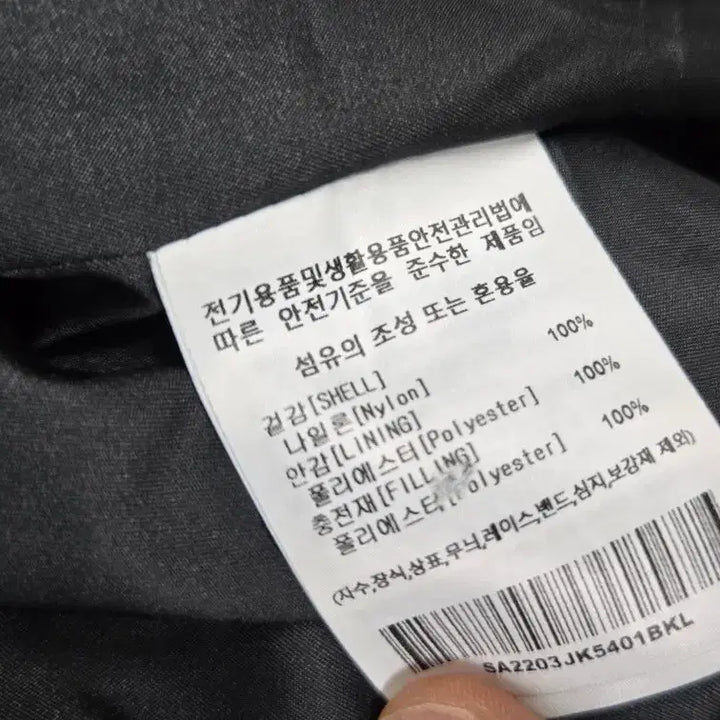 전기용품및생활용품안전관리법에
따른 안전기준을 준수한 제품임
섬유의 조성 또는 혼용율
겉감[SHELL]
나일론[Nylon] 100%
안감[LINING]
폴리에스터[Polyester] 100%
충전재[FILLING]
폴리에스터[Polyester] 100%
(자수,장식,상표,무늬,레이스,밴드,심지,보강재 제외)
SA2203JK5401BKL